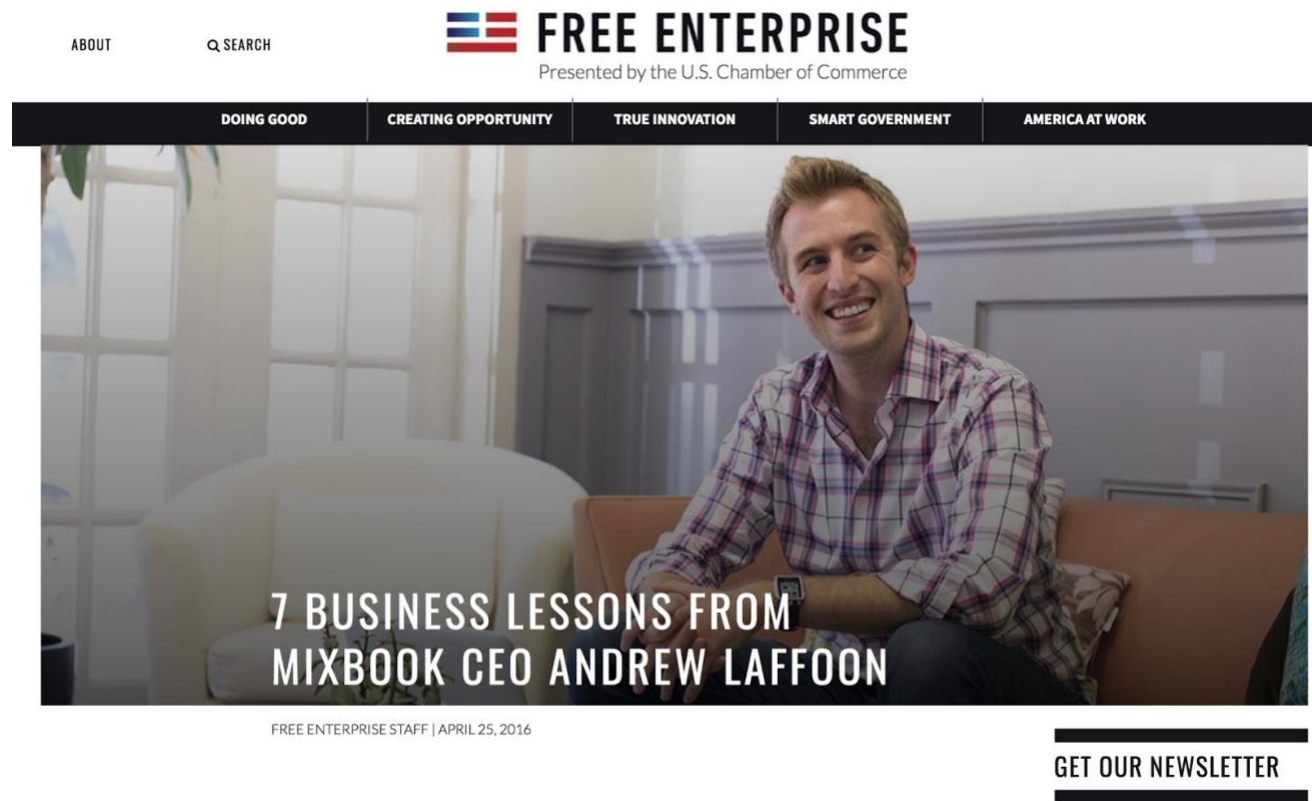 ABOUT
SEARCH
FREE ENTERPRISE
Presented by the U.S. Chamber of Commerce
DOING GOOD
CREATING OPPORTUNITY
TRUE INNOVATION
SMART GOVERNMENT
AMERICA AT WORK
7 BUSINESS LESSONS FROM
MIXBOOK CEO ANDREW LAFFOON
FREE ENTERPRISE STAFF | APRIL 25, 2016
GET OUR NEWSLETTER